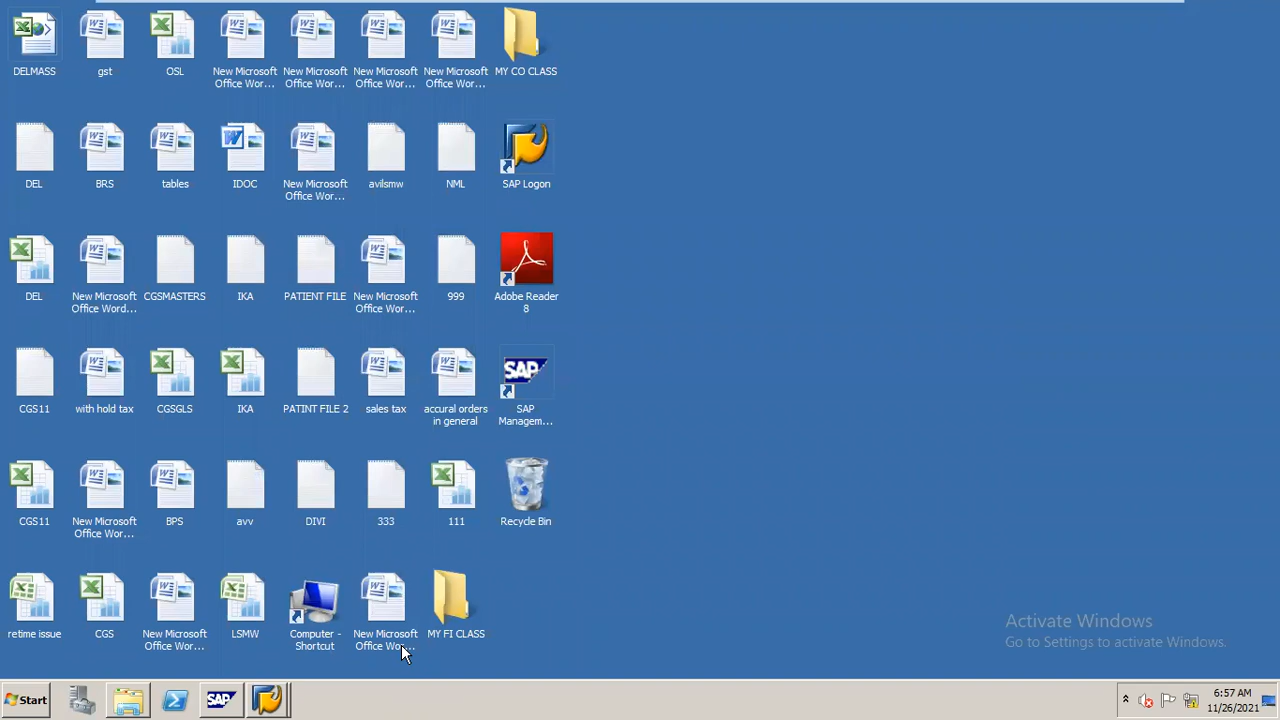 DELMASS
gst
OSL
New Microsoft
Office Wor...
New Microsoft
Office Wor...
New Microsoft
Office Wor...
New Microsoft
Office Wor...
MY CO CLASS
DEL
BRS
tables
IDOC
New Microsoft
Office Wor...
avilsmw
NML
SAP Logon
DEL
New Microsoft
Office Word...
CGSMASTERS
IKA
PATIENT FILE
New Microsoft
Office Wor...
999
Adobe Reader
8
CGS11
with hold tax
CGSGLS
IKA
PATINT FILE 2
sales tax
accural orders
in general
SAP
SAP
Managem...
CGS11
New Microsoft
Office Wor...
BPS
avv
DIVI
333
111
Recycle Bin
retime issue
CGS
New Microsoft
Office Wor...
LSMW
Computer -
Shortcut
New Microsoft
Office Wor...
MY FI CLASS
Activate Windows
Go to Settings to activate Windows.
Start
SAP
6:57 AM
11/26/2021